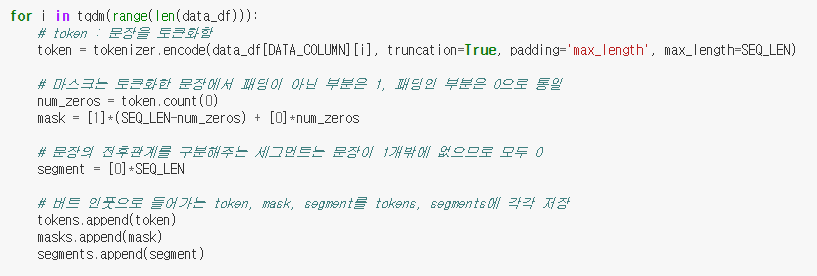 for i in tqdm(range(len(data_df))):
    # token : 문장을 토큰화함
    token = tokenizer.encode(data_df[DATA_COLUMN][i], truncation=True, padding='max_length', max_length=SEQ_LEN)

    # 마스크는 토큰화한 문장에서 패딩이 아닌 부분은 1, 패딩인 부분은 0으로 통일
    num_zeros = token.count(0)
    mask = [1]*(SEQ_LEN-num_zeros) + [0]*num_zeros

    # 문장의 전후관계를 구분해주는 세그먼트는 문장이 1개밖에 없으므로 모두 0
    segment = [0]*SEQ_LEN

    # 버트 인풋으로 들어가는 token, mask, segment를 tokens, segments에 각각 저장
    tokens.append(token)
    masks.append(mask)
    segments.append(segment)